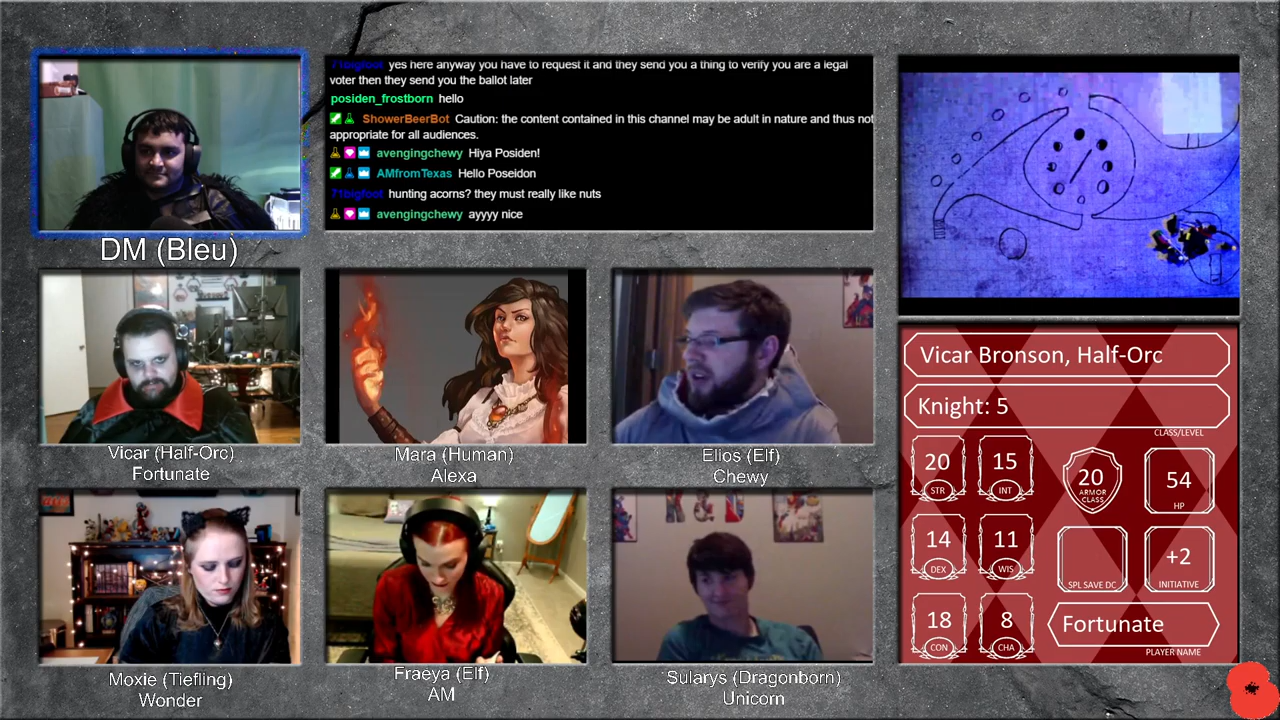 71bigfoot yes here anyway you have to request it and they send you a thing to verify you are a legal
voter then they send you the ballot later
posiden_frostborn hello
ShowerBeerBot Caution: the content contained in this channel may be adult in nature and thus not
appropriate for all audiences.
avengingchewy Hiya Posiden!
AMfromTexas Hello Poseidon
71bigfoot hunting acorns? they must really like nuts
avengingchewy ayyyy nice
DM (Bleu)
Vicar (Half-Orc)
Fortunate
Mara (Human)
Alexa
Elios (Elf)
Chewy
Moxie (Tiefling)
Wonder
Fraeya (Elf)
AM
Sularys (Dragonborn)
Unicorn
Vicar Bronson, Half-Orc
Knight: 5
CLASS/LEVEL
20
STR
15
INT
20
ARMOR
CLASS
54
HP
14
DEX
11
WIS
SPL SAVE DC
+2
INITIATIVE
18
CON
8
CHA
Fortunate
PLAYER NAME